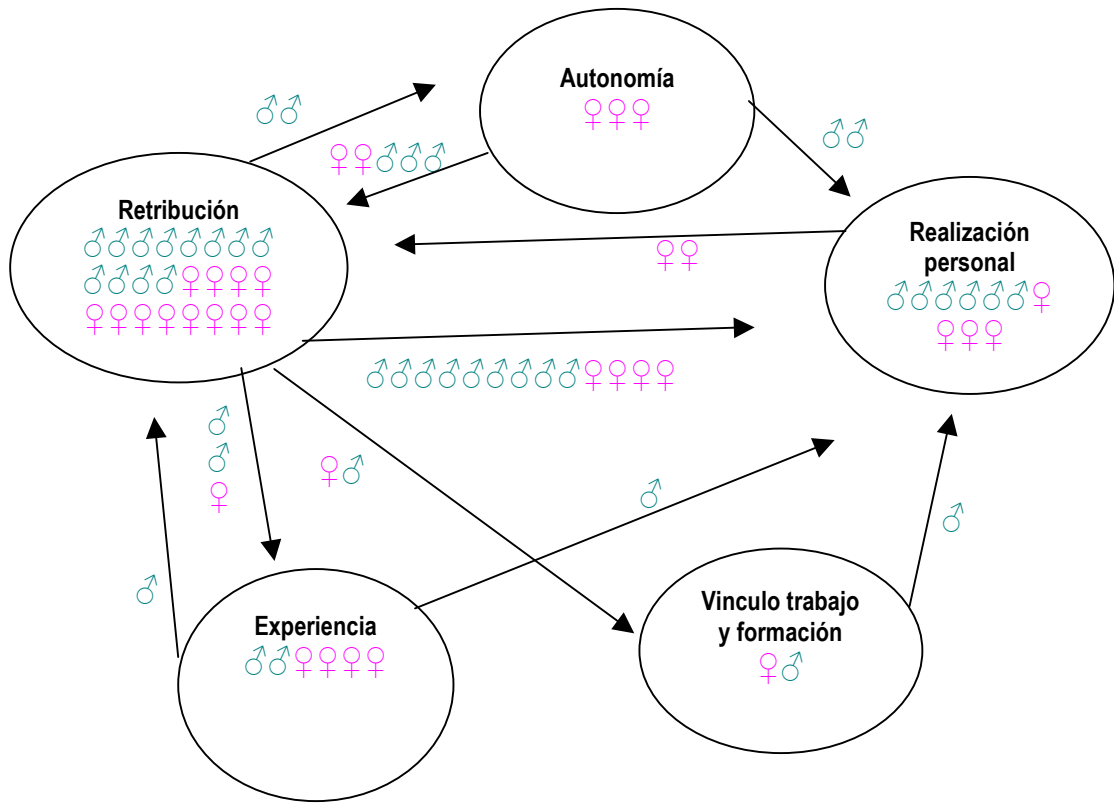 Autonomía
♀♀♀
♂♂
♂♂
♀♀♂♂♂
Retribución
♂♂♂♂♂♂♂♂
♂♂♂♂♀♀♀♀
♀♀♀♀♀♀♀♀
♀♀
Realización
personal
♂♂♂♂♂♂♀
♀♀♀
♂♂♂♂♂♂♂♂♂♀♀♀♀
♂
♂
♀
♀♂
♂
♂
♂
Experiencia
♂♂♀♀♀♀
Vinculo trabajo
y formación
♀♂